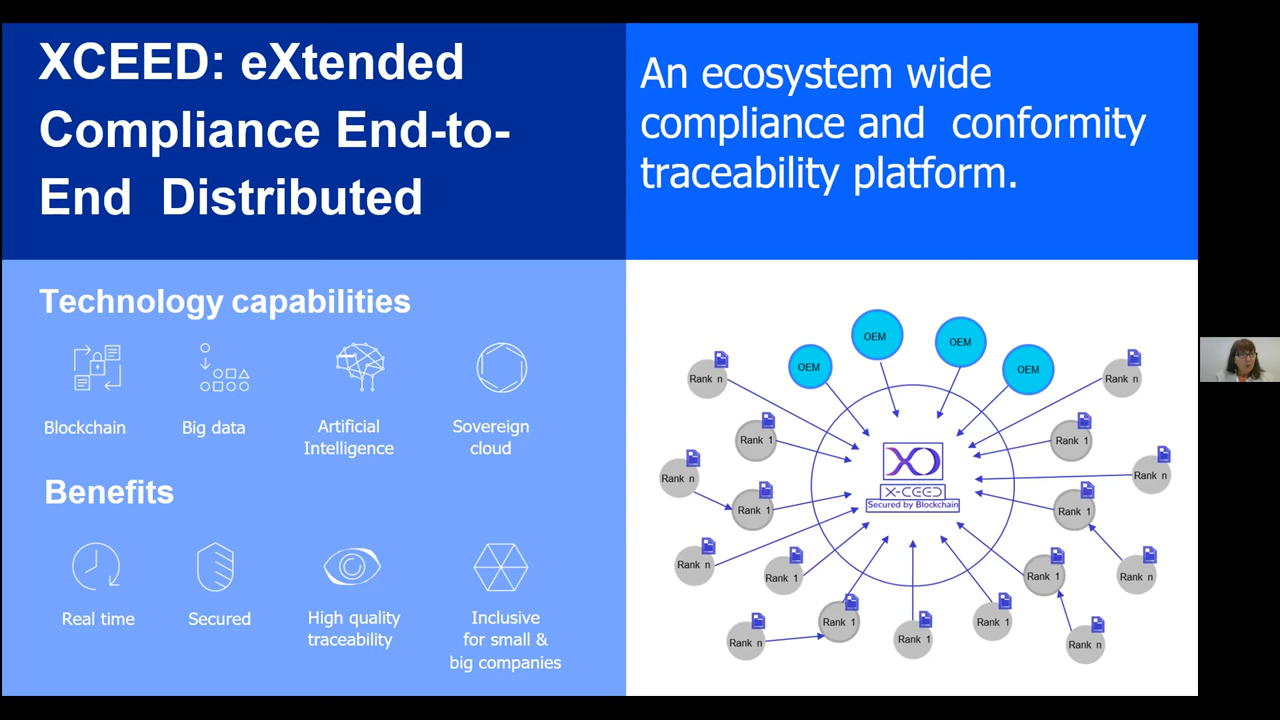 XCEED: eXtended
Compliance End-to-
End Distributed
An ecosystem wide
compliance and conformity
traceability platform.
Technology capabilities
Blockchain
Big data
Artificial
Intelligence
Sovereign
cloud
Benefits
Real time
Secured
High quality
traceability
Inclusive
for small &
big companies
OEM
OEM
OEM
OEM
Rank n
Rank n
Rank 1
Rank 1
Rank n
Rank n
Rank 1
Rank 1
Rank n
Rank 1
Rank 1
Rank n
Rank n
Rank 1
Rank 1
Rank 1
Rank n
X-CEED
Secured by Blockchain